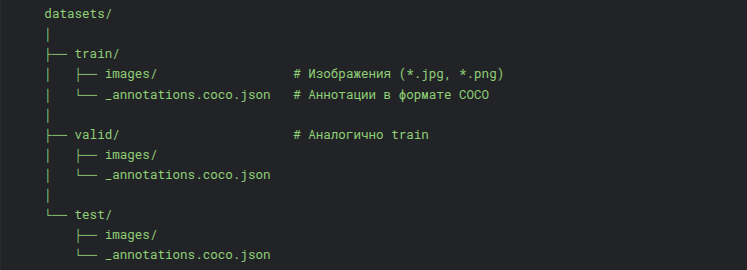 datasets/
│
├── train/
│   ├── images/                  # Изображения (*.jpg, *.png)
│   └── _annotations.coco.json   # Аннотации в формате COCO
│
├── valid/                       # Аналогично train
│   ├── images/
│   └── _annotations.coco.json
│
└── test/
    ├── images/
    └── _annotations.coco.json